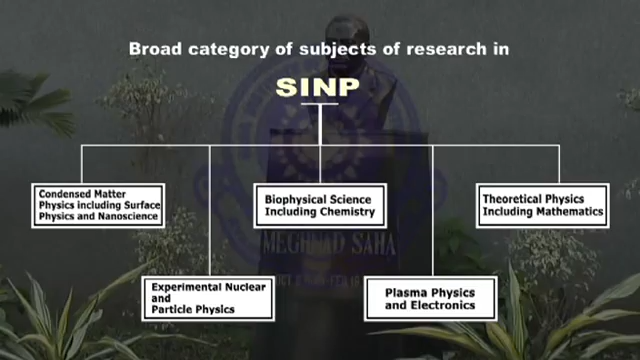 Broad category of subjects of research in
SINP
Condensed Matter
Physics including Surface
Physics and Nanoscience
Biophysical Science
Including Chemistry
Theoretical Physics
Including Mathematics
MEGHNAD SAHA
Experimental Nuclear
and
Particle Physics
Plasma Physics
and Electronics